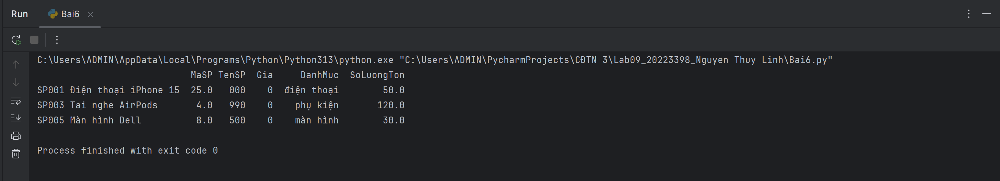 Run Bai6
C:\Users\ADMIN\AppData\Local\Programs\Python\Python313\python.exe "C:\Users\ADMIN\PycharmProjects\CĐTN 3\Lab09_20223398_Nguyen Thuy Linh\Bai6.py"
MaSP TenSP Gia DanhMuc SoLuongTon
SP001 Điện thoại iPhone 15 25.0 000 0 điện thoại 50.0
SP003 Tai nghe AirPods 4.0 990 0 phụ kiện 120.0
SP005 Màn hình Dell 8.0 500 0 màn hình 30.0
Process finished with exit code 0